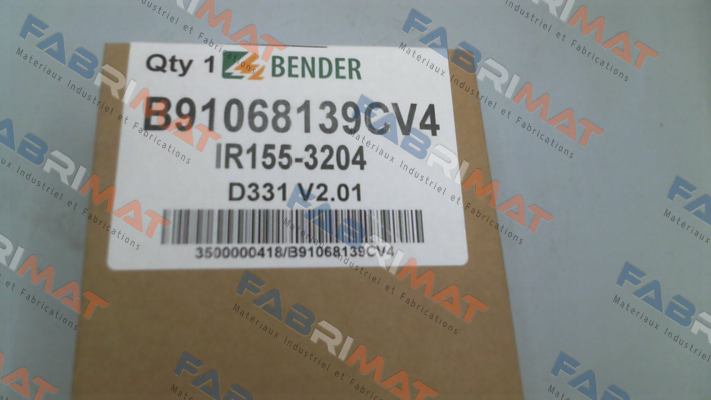 Qty 1 BENDER
B91068139CV4
IR155-3204
D331 V2.01
3500000418/B91068139CV4
FABRIMAT
Materiaux Industriel et Fabrications